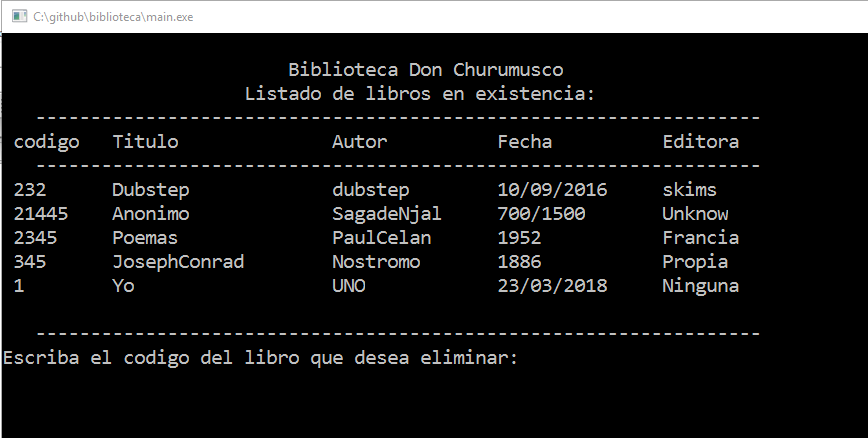 C:\github\biblioteca\main.exe
Biblioteca Don Churumusco
Listado de libros en existencia:
------------------------------------------------------------------
codigo Titulo Autor Fecha Editora
------------------------------------------------------------------
232 Dubstep dubstep 10/09/2016 skims
21445 Anonimo SagadeNjal 700/1500 Unknow
2345 Poemas PaulCelan 1952 Francia
345 JosephConrad Nostromo 1886 Propia
1 Yo UNO 23/03/2018 Ninguna
------------------------------------------------------------------
Escriba el codigo del libro que desea eliminar: